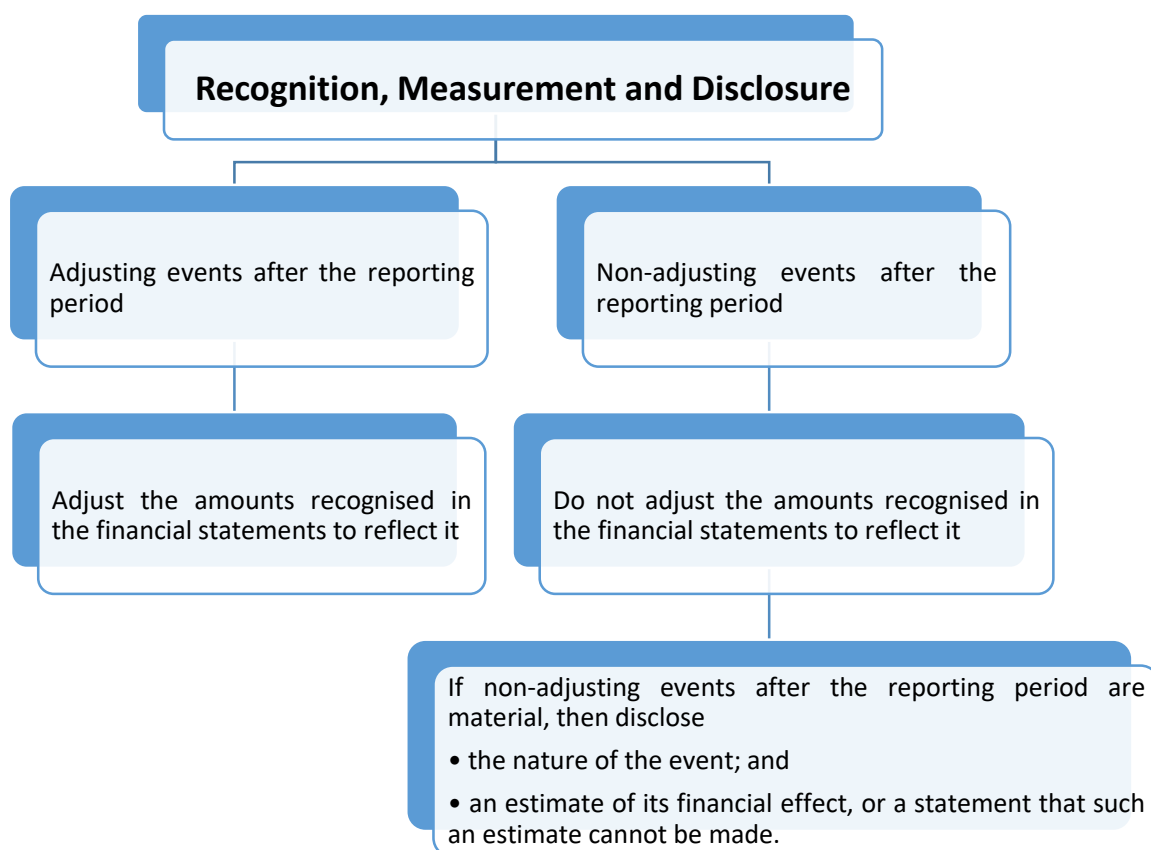 Recognition, Measurement and Disclosure
Adjusting events after the reporting
period
Non-adjusting events after the
reporting period
Adjust the amounts recognised in
the financial statements to reflect it
Do not adjust the amounts recognised in
the financial statements to reflect it
If non-adjusting events after the reporting period are
material, then disclose
• the nature of the event; and
• an estimate of its financial effect, or a statement that such
an estimate cannot be made.